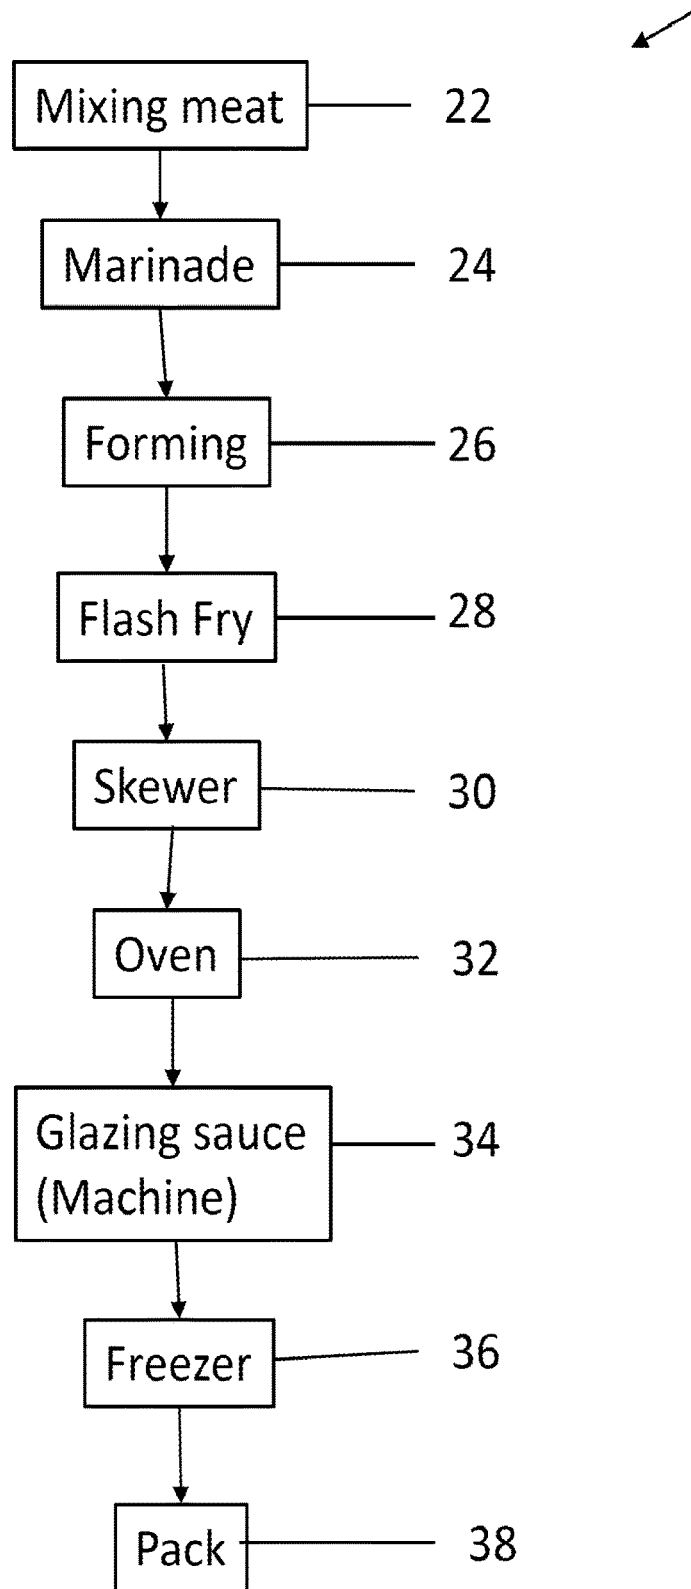 Mixing meat 22
Marinade 24
Forming 26
Flash Fry 28
Skewer 30
Oven 32
Glazing sauce 34
(Machine)
Freezer 36
Pack 38